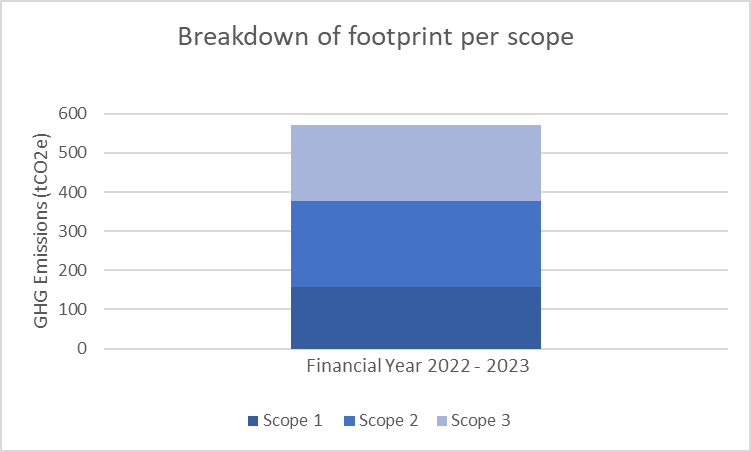 Breakdown of footprint per scope
GHG Emissions (tCO2e)
600
500
400
300
200
100
0
Financial Year 2022 - 2023
Scope 1 Scope 2 Scope 3